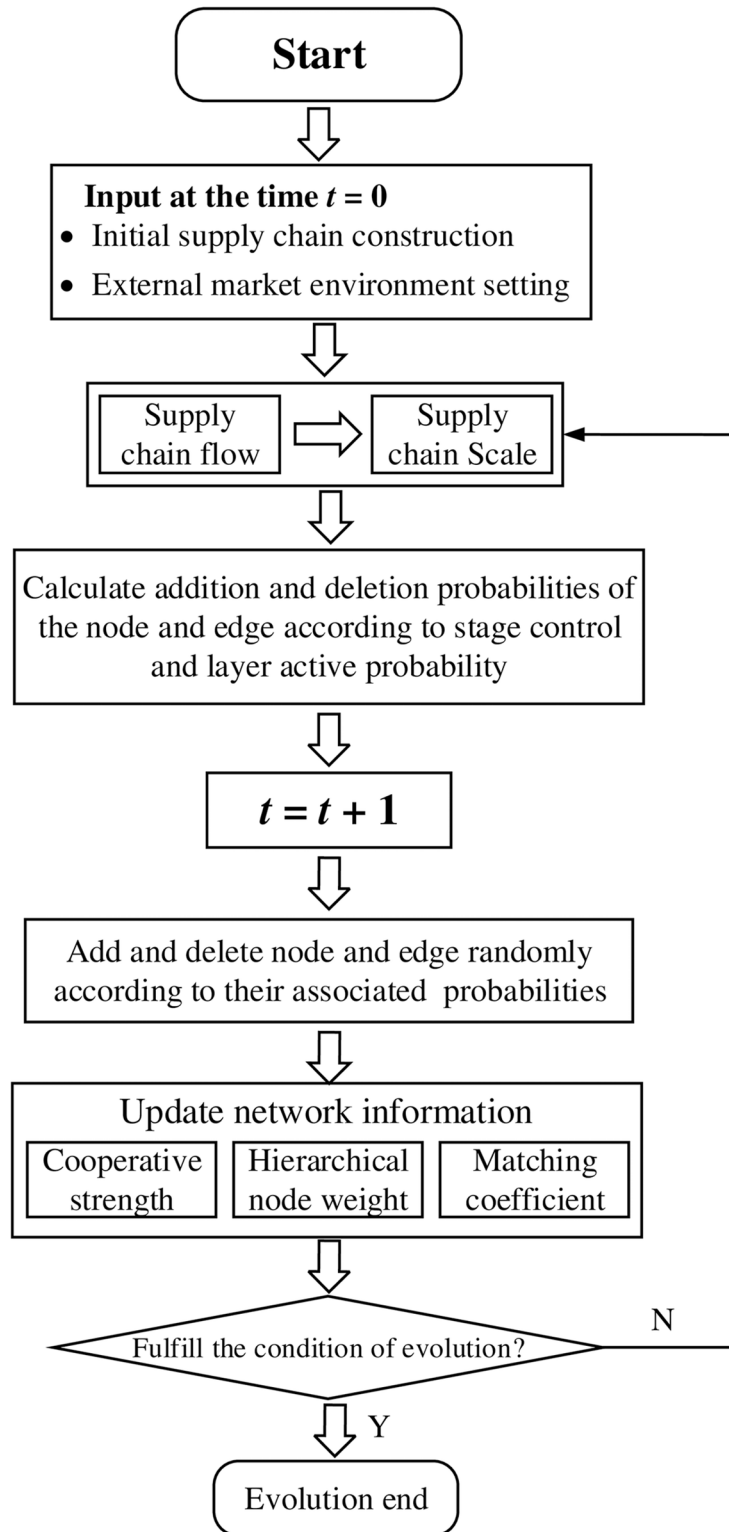 Start
Input at the time t = 0
• Initial supply chain construction
• External market environment setting
Supply
chain flow
Supply
chain Scale
Calculate addition and deletion probabilities of
the node and edge according to stage control
and layer active probability
t = t + 1
Add and delete node and edge randomly
according to their associated probabilities
Update network information
Cooperative
strength
Hierarchical
node weight
Matching
coefficient
Fulfill the condition of evolution?
N
Y
Evolution end